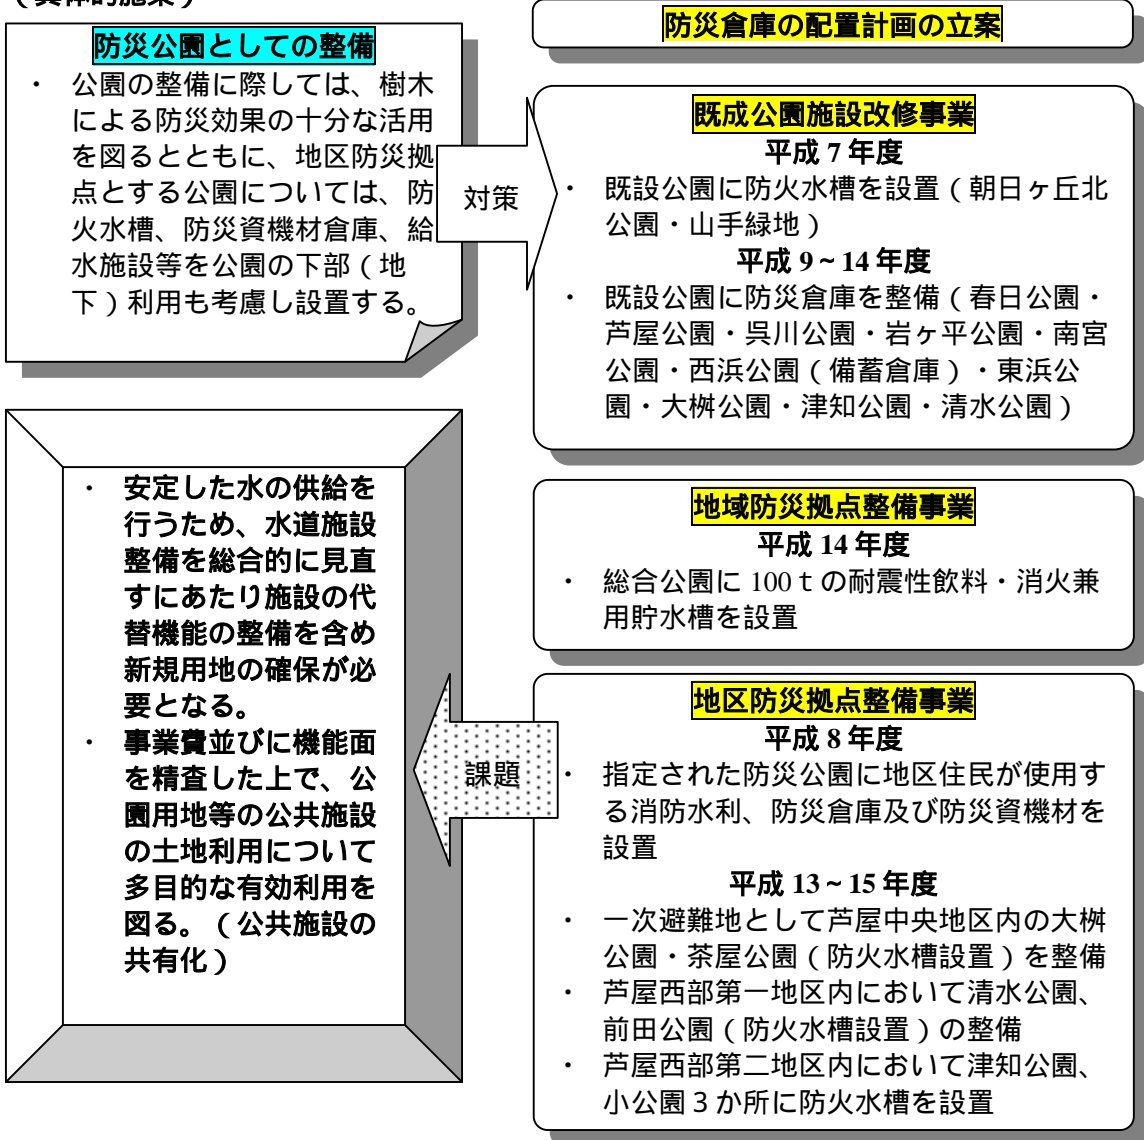 防災公園としての整備
・ 公園の整備に際しては、樹木
による防災効果の十分な活用
を図るとともに、地区防災拠
点とする公園については、防
火水槽、防災資機材倉庫、給
水施設等を公園の下部（地
下）利用も考慮し設置する。
対策
防災倉庫の配置計画の立案
既成公園施設改修事業
平成 7 年度
・ 既設公園に防火水槽を設置（朝日ヶ丘北
公園・山手緑地）
平成 9～14 年度
・ 既設公園に防災倉庫を整備（春日公園・
芦屋公園・呉川公園・岩ヶ平公園・南宮
公園・西浜公園（備蓄倉庫）・東浜公
園・大桝公園・津知公園・清水公園）
地域防災拠点整備事業
平成 14 年度
・ 総合公園に 100ｔの耐震性飲料・消火兼
用貯水槽を設置
地区防災拠点整備事業
平成 8 年度
・ 指定された防災公園に地区住民が使用す
る消防水利、防災倉庫及び防災資機材を
設置
平成 13～15 年度
・ 一次避難地として芦屋中央地区内の大桝
公園・茶屋公園（防火水槽設置）を整備
・ 芦屋西部第一地区内において清水公園、
前田公園（防火水槽設置）の整備
・ 芦屋西部第二地区内において津知公園、
小公園３か所に防火水槽を設置
課題
・ 安定した水の供給を
行うため、水道施設
整備を総合的に見直
すにあたり施設の代
替機能の整備を含め
新規用地の確保が必
要となる。
・ 事業費並びに機能面
を精査した上で、公
園用地等の公共施設
の土地利用について
多目的な有効利用を
図る。（公共施設の
共有化）